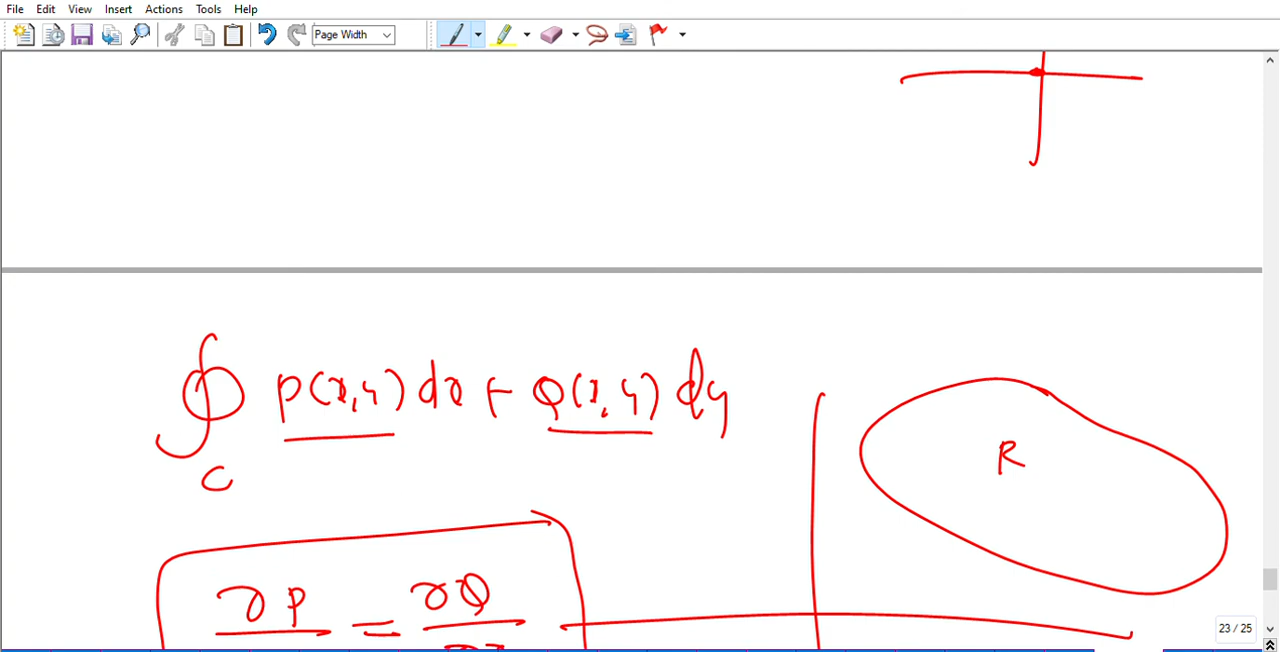 File Edit View Insert Actions Tools Help
Page Width
∮ P(x,y) dx + Q(x,y) dy
C
R
∂P = ∂Q
23 / 25